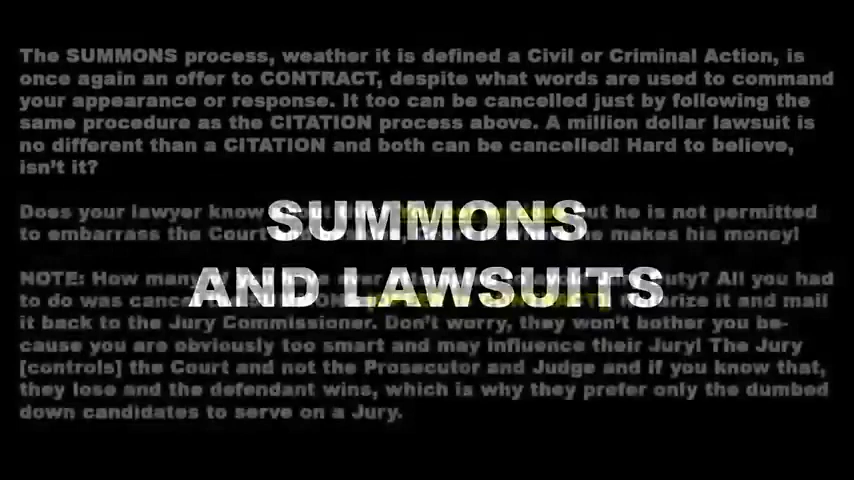 The SUMMONS process, weather it is defined a Civil or Criminal Action, is
once again an offer to CONTRACT, despite what words are used to command
your appearance or response. It too can be cancelled just by following the
same procedure as the CITATION process above. A million dollar lawsuit is
no different than a CITATION and both can be cancelled! Hard to believe,
isn't it?
Does your lawyer know but he is not permitted
to embarrass the Court makes his money!
SUMMONS
AND LAWSUITS
NOTE: How many All you had
to do was it and mail
it back to the Jury Commissioner. Don't worry, they won't bother you be-
cause you are obviously too smart and may influence their Jury! The Jury
[controls] the Court and not the Prosecutor and Judge and if you know that,
they lose and the defendant wins, which is why they prefer only the dumbed
down candidates to serve on a Jury.